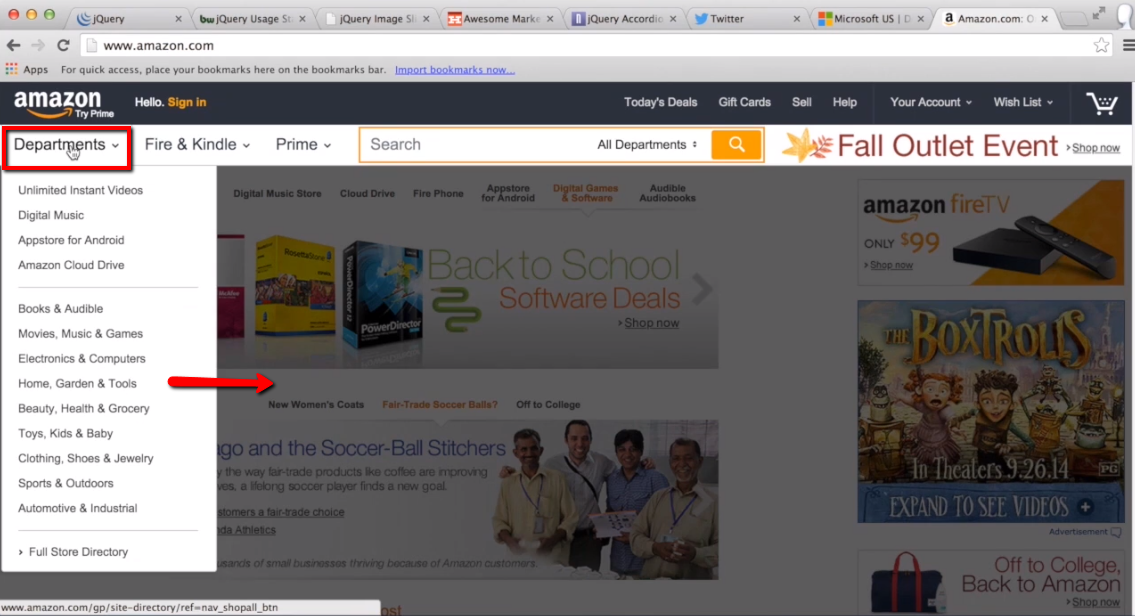 jQuery
jQuery Usage St
jQuery Image Sli
Awesome Marke
jQuery Accordio
Twitter
Microsoft US | D
Amazon.com: O
www.amazon.com
Apps For quick access, place your bookmarks here on the bookmarks bar. Import bookmarks now...
amazon
Try Prime
Hello. Sign in
Today's Deals Gift Cards Sell Help Your Account Wish List
Departments Fire & Kindle Prime Search All Departments Fall Outlet Event Shop now
Unlimited Instant Videos
Digital Music
Appstore for Android
Amazon Cloud Drive
Books & Audible
Movies, Music & Games
Electronics & Computers
Home, Garden & Tools
Beauty, Health & Grocery
Toys, Kids & Baby
Clothing, Shoes & Jewelry
Sports & Outdoors
Automotive & Industrial
Full Store Directory
Digital Music Store Cloud Drive Fire Phone
Appstore
for Android
Digital Games
& Software
Audible
Audiobooks
McAfee
RosettaStone
PowerDirector 12
PowerDirector
Back to School
Software Deals
Shop now
New Women's Coats Fair-Trade Soccer Balls? Off to College
ago and the Soccer-Ball Stitchers
y the way fair-trade products like coffee are improving
ves, a lifelong soccer player finds a new goal.
stomers a fair-trade choice
nda Athletics
usands of small businesses thriving because of Amazon customers.
ost
amazon fireTV
ONLY $99
Shop now
THE BOXTROLLS
In Theaters 9.26.14
PG
EXPAND TO SEE VIDEOS +
Advertisement
Off to College,
Back to Amazon
Shop now
www.amazon.com/gp/site-directory/ref=nav_shopall_btn